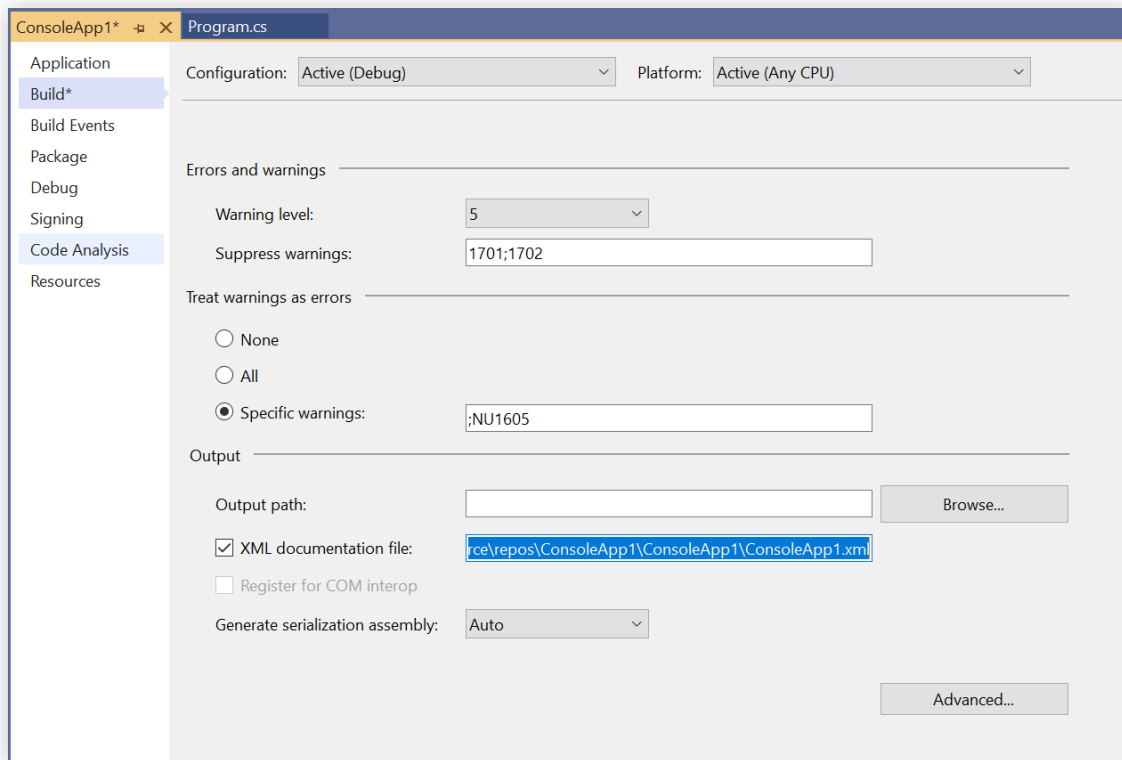 ConsoleApp1* Program.cs
Application
Build*
Build Events
Package
Debug
Signing
Code Analysis
Resources
Configuration: Active (Debug) Platform: Active (Any CPU)
Errors and warnings
Warning level: 5
Suppress warnings: 1701;1702
Treat warnings as errors
None
All
Specific warnings: ;NU1605
Output
Output path: Browse...
XML documentation file: rce\repos\ConsoleApp1\ConsoleApp1\ConsoleApp1.xml
Register for COM interop
Generate serialization assembly: Auto
Advanced...